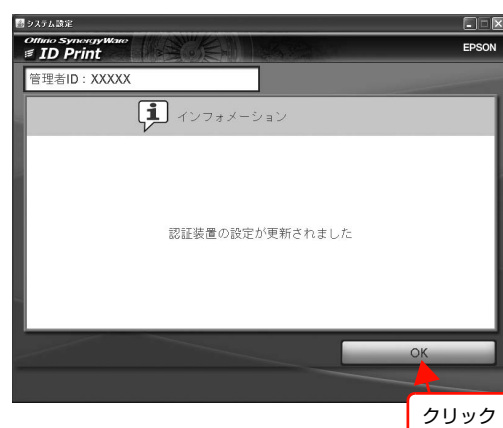 システム設定
Offirio SynergyWare
ID Print
EPSON
管理者ID：XXXXX
インフォメーション
認証装置の設定が更新されました
OK
クリック